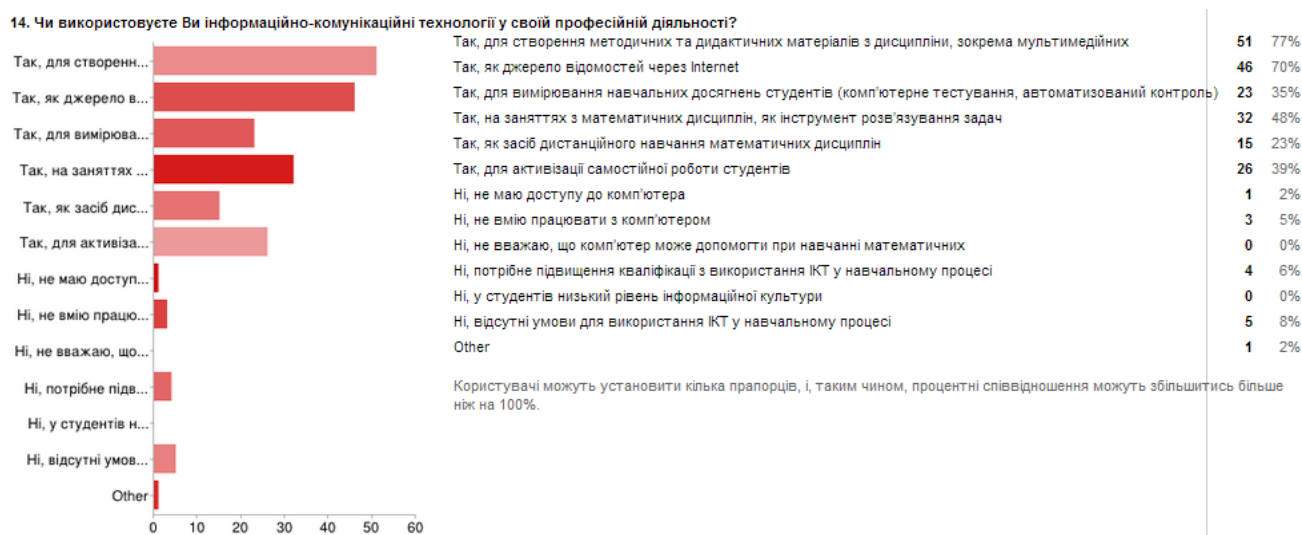 14. Чи використовуєте Ви інформаційно-комунікаційні технології у своїй професійній діяльності?
Так, для створенн...
Так, як джерело в...
Так, для вимірюва...
Так, на заняттях ...
Так, як засіб дис...
Так, для активіза...
Ні, не маю доступ...
Ні, не вмію працю...
Ні, не вважаю, що...
Ні, потрібне підв...
Ні, у студентів н...
Ні, відсутні умов...
Other
0 10 20 30 40 50 60
Так, для створення методичних та дидактичних матеріалів з дисципліни, зокрема мультимедійних 51 77%
Так, як джерело відомостей через Internet 46 70%
Так, для вимірювання навчальних досягнень студентів (комп'ютерне тестування, автоматизований контроль) 23 35%
Так, на заняттях з математичних дисциплін, як інструмент розв'язування задач 32 48%
Так, як засіб дистанційного навчання математичних дисциплін 15 23%
Так, для активізації самостійної роботи студентів 26 39%
Ні, не маю доступу до комп'ютера 1 2%
Ні, не вмію працювати з комп'ютером 3 5%
Ні, не вважаю, що комп'ютер може допомогти при навчанні математичних 0 0%
Ні, потрібне підвищення кваліфікації з використання ІКТ у навчальному процесі 4 6%
Ні, у студентів низький рівень інформаційної культури 0 0%
Ні, відсутні умови для використання ІКТ у навчальному процесі 5 8%
Other 1 2%
Користувачі можуть установити кілька прапорців, і, таким чином, процентні співвідношення можуть збільшитись більше
ніж на 100%.